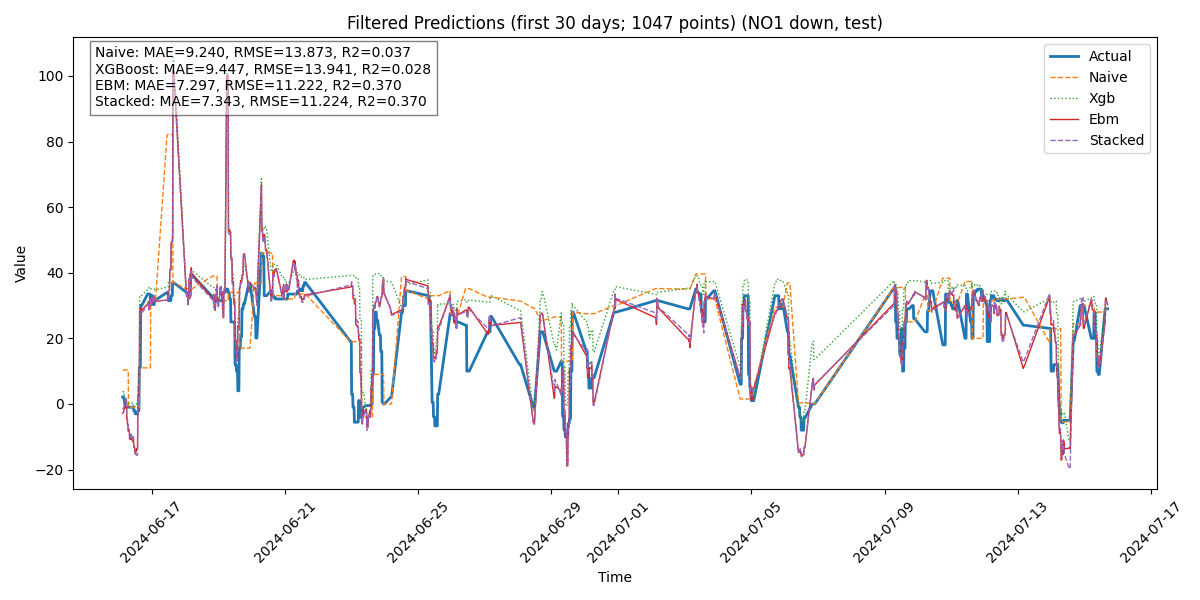 Filtered Predictions (first 30 days; 1047 points) (NO1 down, test)
Naive: MAE=9.240, RMSE=13.873, R2=0.037
XGBoost: MAE=9.447, RMSE=13.941, R2=0.028
EBM: MAE=7.297, RMSE=11.222, R2=0.370
Stacked: MAE=7.343, RMSE=11.224, R2=0.370
Actual
Naive
Xgb
Ebm
Stacked
Value
100
80
60
40
20
0
−20
2024-06-17
2024-06-21
2024-06-25
2024-06-29
2024-07-01
2024-07-05
2024-07-09
2024-07-13
2024-07-17
Time